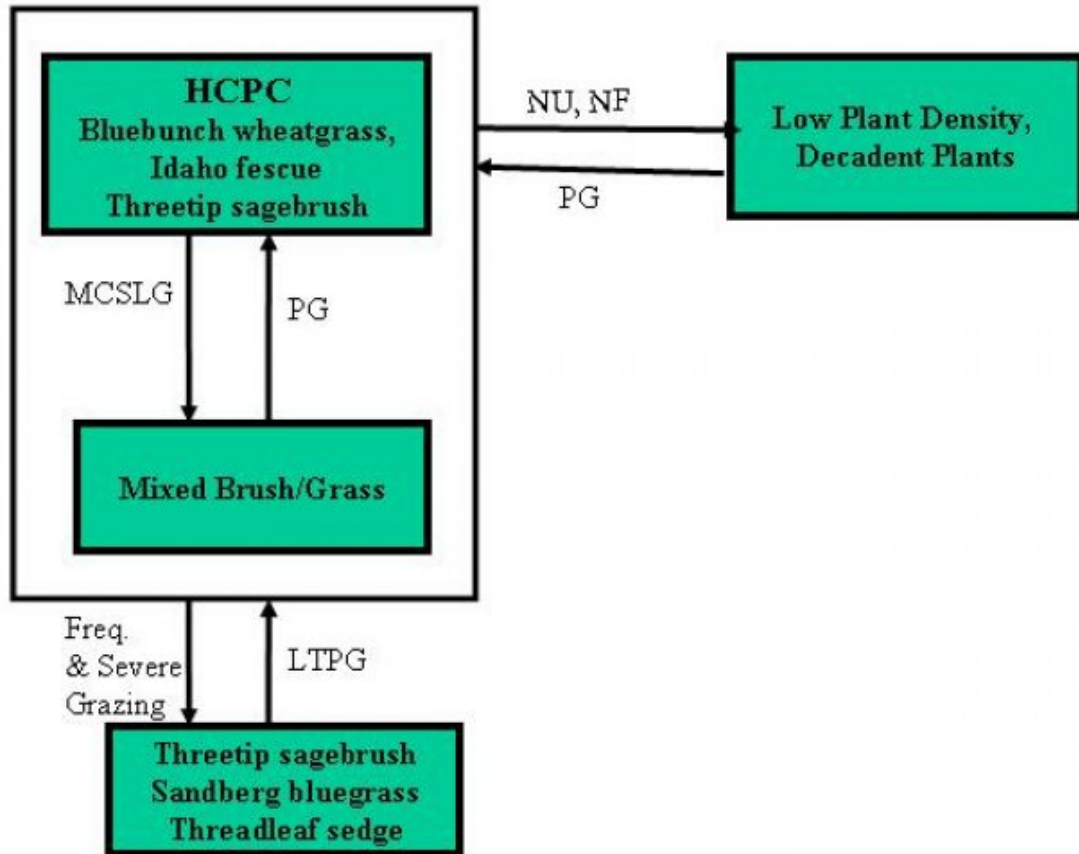 HCPC
Bluebunch wheatgrass,
Idaho fescue
Threetip sagebrush
NU, NF
PG
Low Plant Density,
Decadent Plants
MCSLG
PG
Mixed Brush/Grass
Freq.
& Severe
Grazing
LTPG
Threetip sagebrush
Sandberg bluegrass
Threadleaf sedge